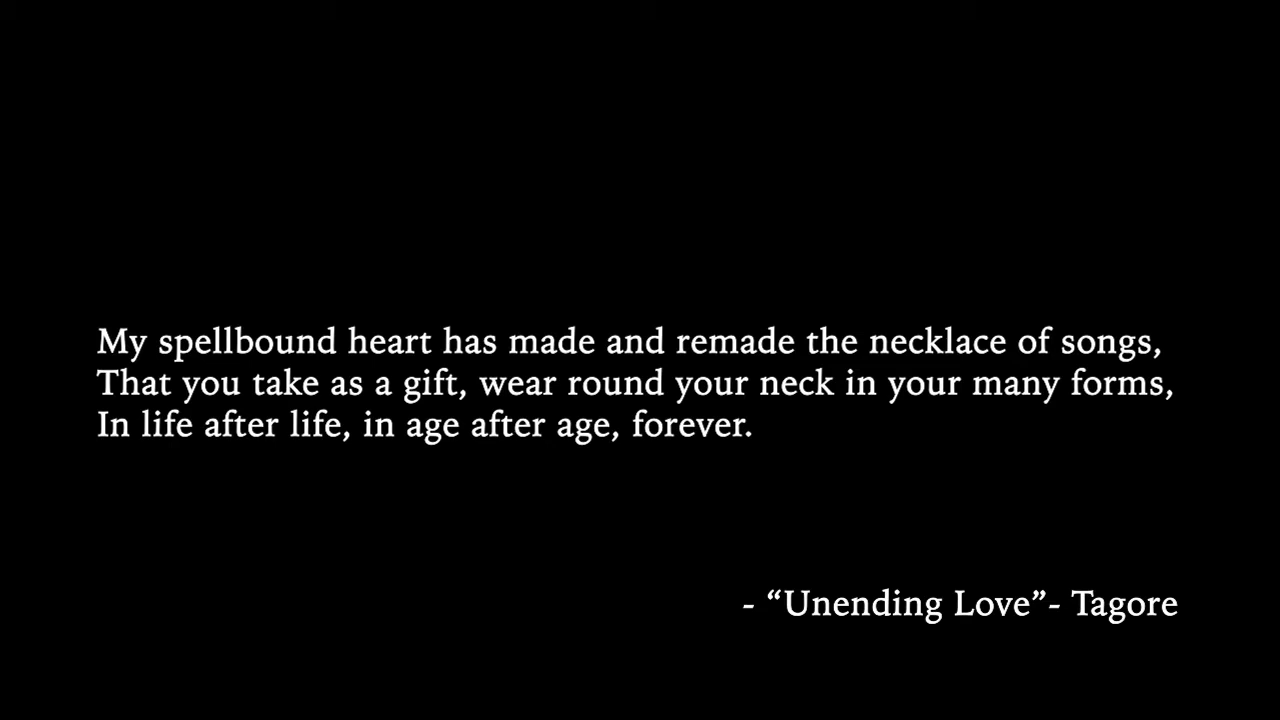 My spellbound heart has made and remade the necklace of songs,
That you take as a gift, wear round your neck in your many forms,
In life after life, in age after age, forever.
- “Unending Love”- Tagore